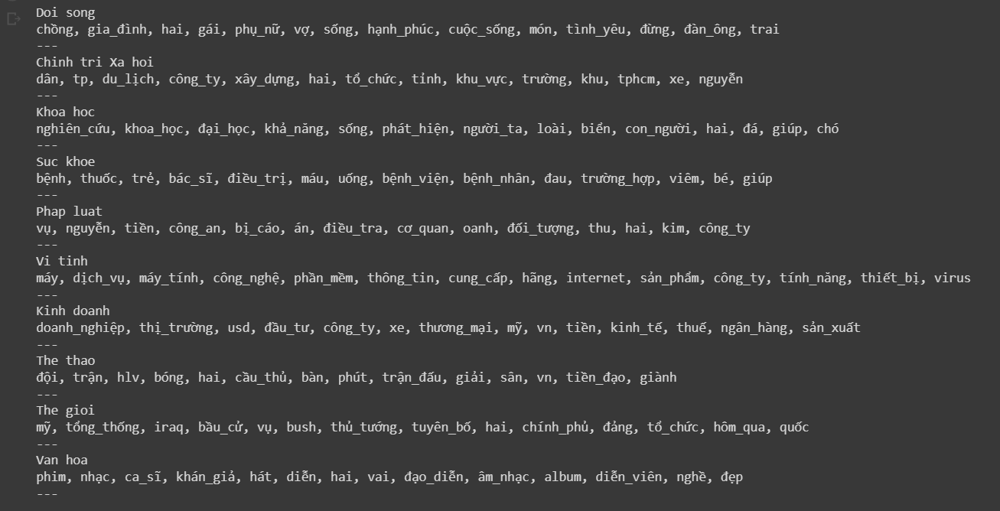 Doi song
chồng, gia_đình, hai, gái, phụ_nữ, vợ, sống, hạnh_phúc, cuộc_sống, món, tình_yêu, đừng, đàn_ông, trai
---
Chinh tri Xa hoi
dân, tp, du_lịch, công_ty, xây_dựng, hai, tổ_chức, tỉnh, khu_vực, trường, khu, tphcm, xe, nguyễn
---
Khoa hoc
nghiên_cứu, khoa_học, đại_học, khả_năng, sống, phát_hiện, người_ta, loài, biển, con_người, hai, đá, giúp, chó
---
Suc khoe
bệnh, thuốc, trẻ, bác_sĩ, điều_trị, máu, uống, bệnh_viện, bệnh_nhân, đau, trường_hợp, viêm, bé, giúp
---
Phap luat
vụ, nguyễn, tiền, công_an, bị_cáo, án, điều_tra, cơ_quan, oanh, đối_tượng, thu, hai, kim, công_ty
---
Vi tinh
máy, dịch_vụ, máy_tính, công_nghệ, phần_mềm, thông_tin, cung_cấp, hãng, internet, sản_phẩm, công_ty, tính_năng, thiết_bị, virus
---
Kinh doanh
doanh_nghiệp, thị_trường, usd, đầu_tư, công_ty, xe, thương_mại, mỹ, vn, tiền, kinh_tế, thuế, ngân_hàng, sản_xuất
---
The thao
đội, trận, hlv, bóng, hai, cầu_thủ, bàn, phút, trận_đấu, giải, sân, vn, tiền_đạo, giành
---
The gioi
mỹ, tổng_thống, iraq, bầu_cử, vụ, bush, thủ_tướng, tuyên_bố, hai, chính_phủ, đảng, tổ_chức, hôm_qua, quốc
---
Van hoa
phim, nhạc, ca_sĩ, khán_giả, hát, diễn, hai, vai, đạo_diễn, âm_nhạc, album, diễn_viên, nghề, đẹp
---